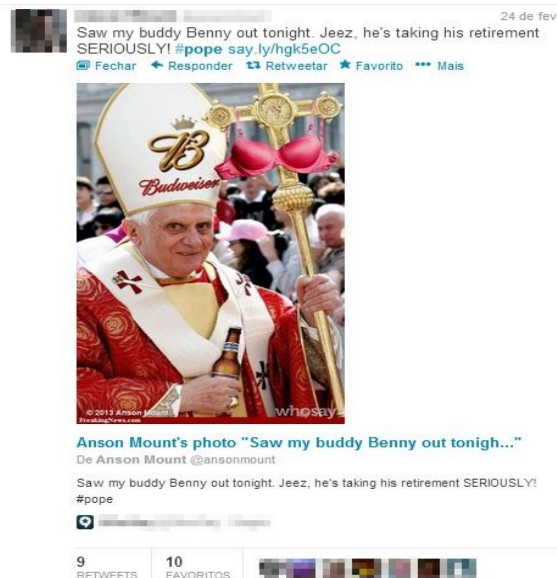 24 de fev
Saw my buddy Benny out tonight. Jeez, he's taking his retirement
SERIOUSLY! #pope say.ly/hgk5eOC
Fechar Responder Retweetar Favorito Mais
B
Budweiser
© 2013 Anson Mount
FreakingNews.com
whosay
Anson Mount's photo "Saw my buddy Benny out tonigh..."
De Anson Mount @ansonmount
Saw my buddy Benny out tonight. Jeez, he's taking his retirement SERIOUSLY!
#pope
9
RETWEETS
10
FAVORITOS